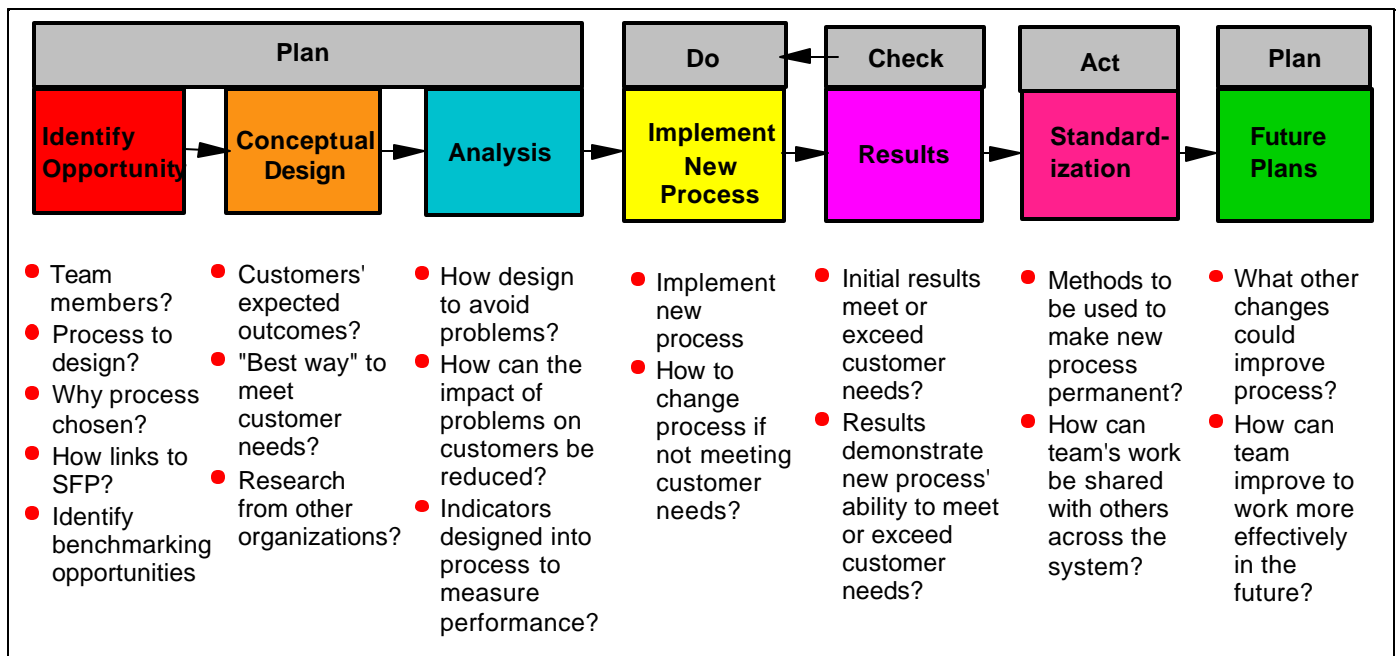 Plan
Do
Check
Act
Plan
Identify
Opportunity
Conceptual
Design
Analysis
Implement
New
Process
Results
Standard-
ization
Future
Plans
Team
members?
Process to
design?
Why process
chosen?
How links to
SFP?
Identify
benchmarking
opportunities
Customers'
expected
outcomes?
"Best way" to
meet
customer
needs?
Research
from other
organizations?
How design
to avoid
problems?
How can the
impact of
problems on
customers be
reduced?
Indicators
designed into
process to
measure
performance?
Implement
new
process
How to
change
process if
not meeting
customer
needs?
Initial results
meet or
exceed
customer
needs?
Results
demonstrate
new process'
ability to meet
or exceed
customer
needs?
Methods to
be used to
make new
process
permanent?
How can
team's work
be shared
with others
across the
system?
What other
changes
could
improve
process?
How can
team
improve to
work more
effectively
in the
future?